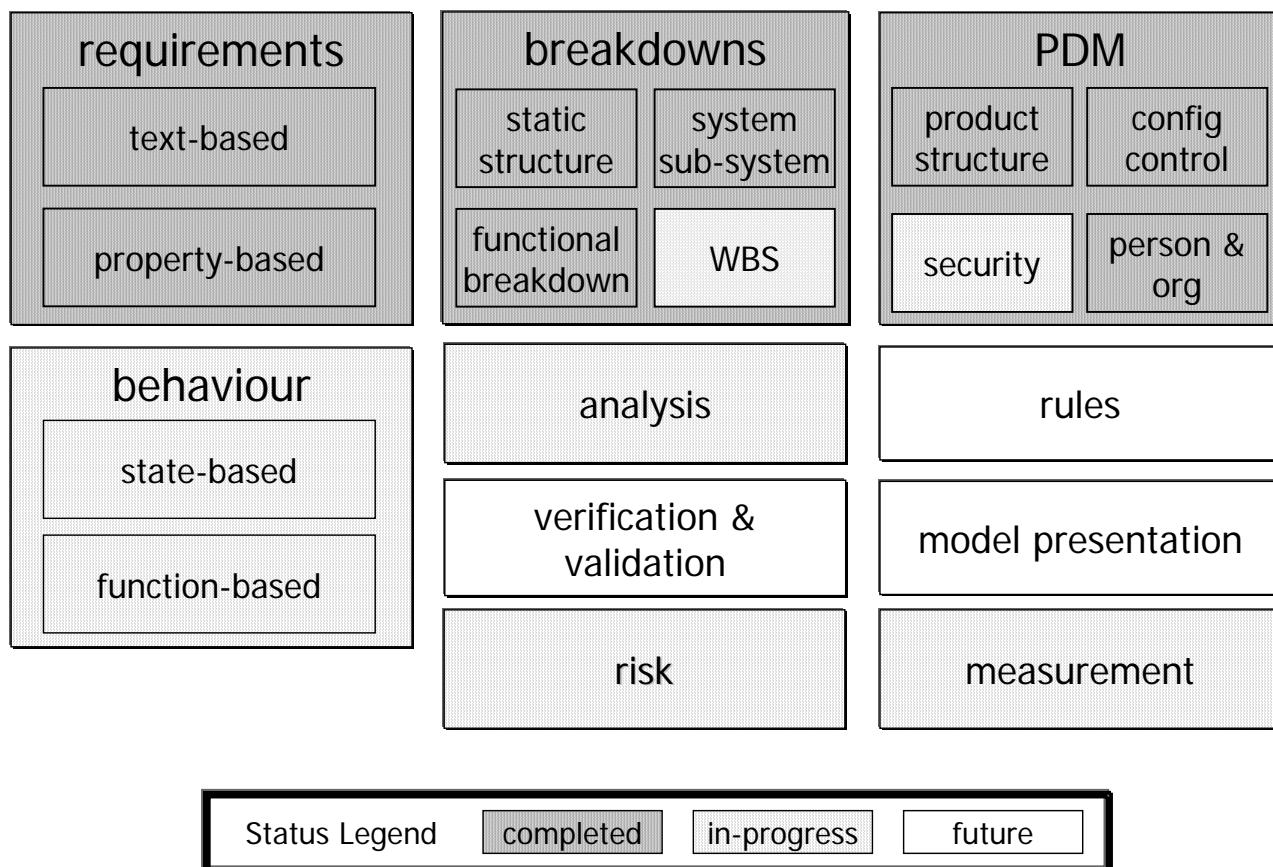 requirements
text-based
property-based
breakdowns
static
structure
system
sub-system
functional
breakdown
WBS
PDM
product
structure
config
control
security
person &
org
behaviour
state-based
function-based
analysis
verification &
validation
risk
rules
model presentation
measurement
Status Legend
completed
in-progress
future